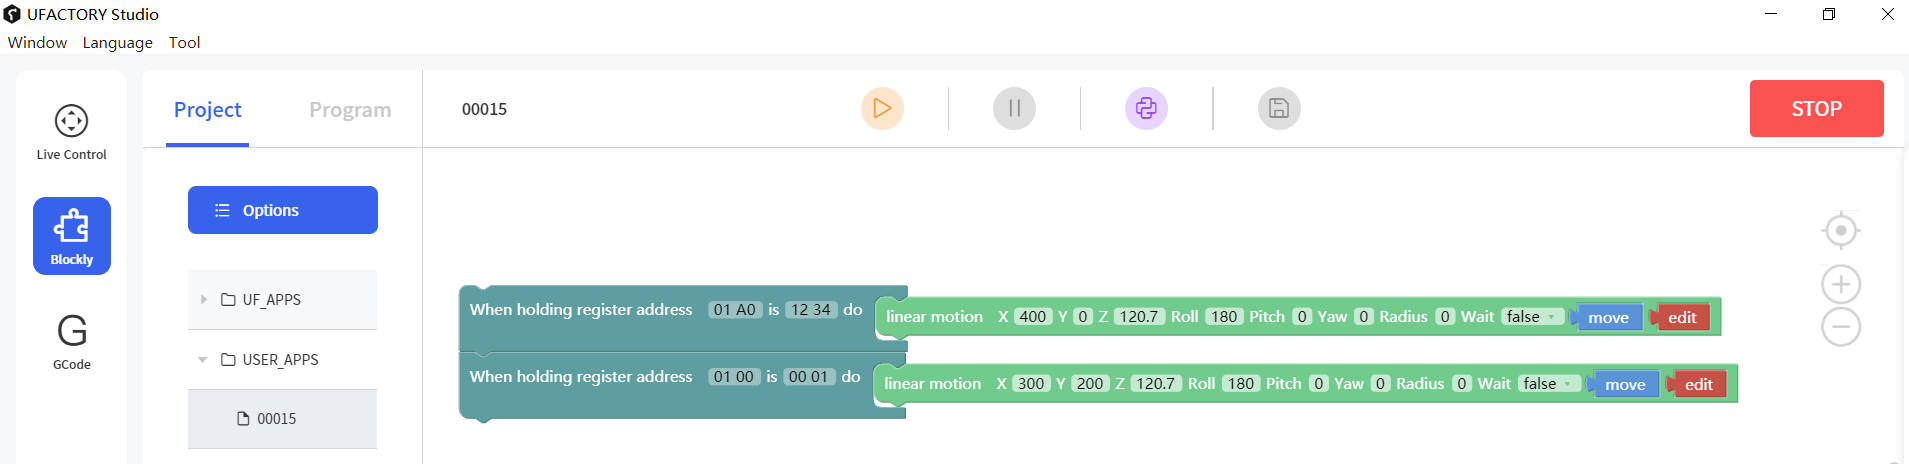 UFACTORY Studio
Window Language Tool
Project Program 00015 STOP
Live Control
Options
Blockly
UF_APPS
When holding register address 01 A0 is 12 34 do linear motion X 400 Y 0 Z 120.7 Roll 180 Pitch 0 Yaw 0 Radius 0 Wait false move edit
G
GCode
USER_APPS
When holding register address 01 00 is 00 01 do linear motion X 300 Y 200 Z 120.7 Roll 180 Pitch 0 Yaw 0 Radius 0 Wait false move edit
00015